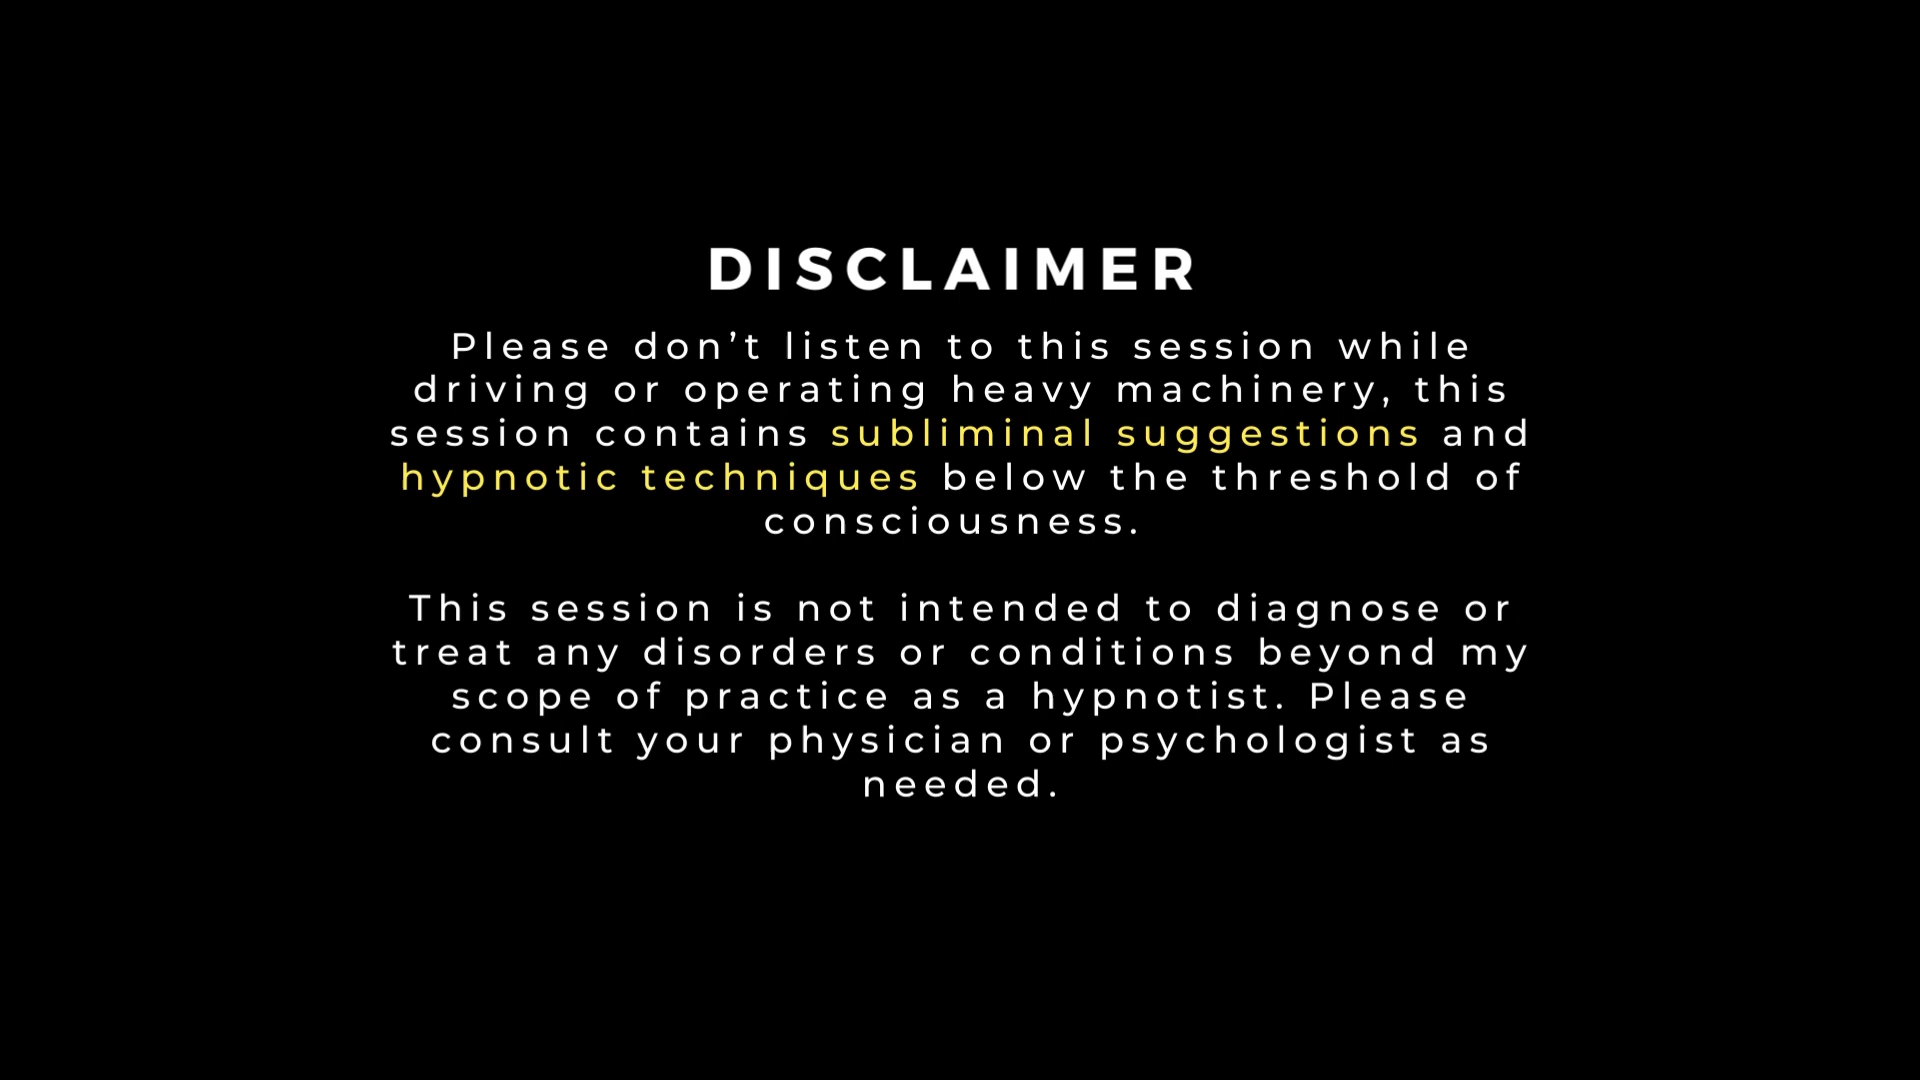 DISCLAIMER
Please don’t listen to this session while
driving or operating heavy machinery, this
session contains subliminal suggestions and
hypnotic techniques below the threshold of
consciousness.
This session is not intended to diagnose or
treat any disorders or conditions beyond my
scope of practice as a hypnotist. Please
consult your physician or psychologist as
needed.